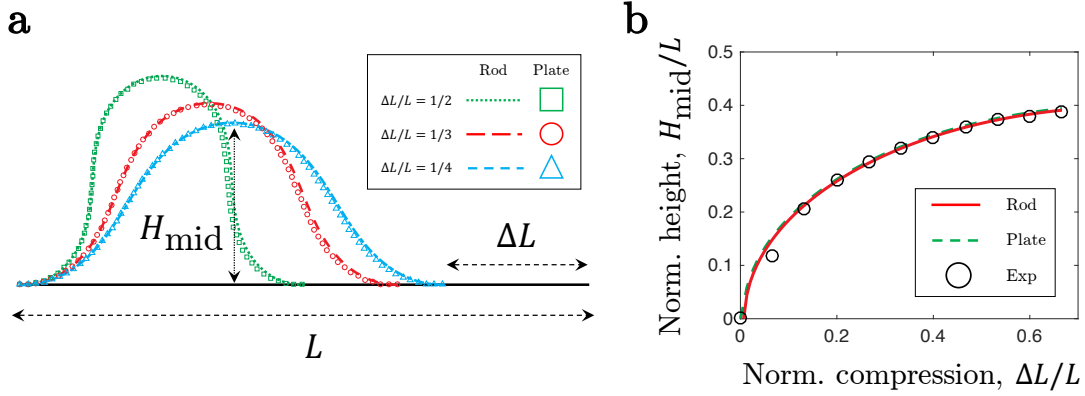 a
Rod Plate
ΔL/L = 1/2
ΔL/L = 1/3
ΔL/L = 1/4
H_mid
ΔL
L
b
Norm. height, H_mid/L
0.5
0.4
0.3
0.2
0.1
0
0 0.2 0.4 0.6
Rod
Plate
Exp
Norm. compression, ΔL/L